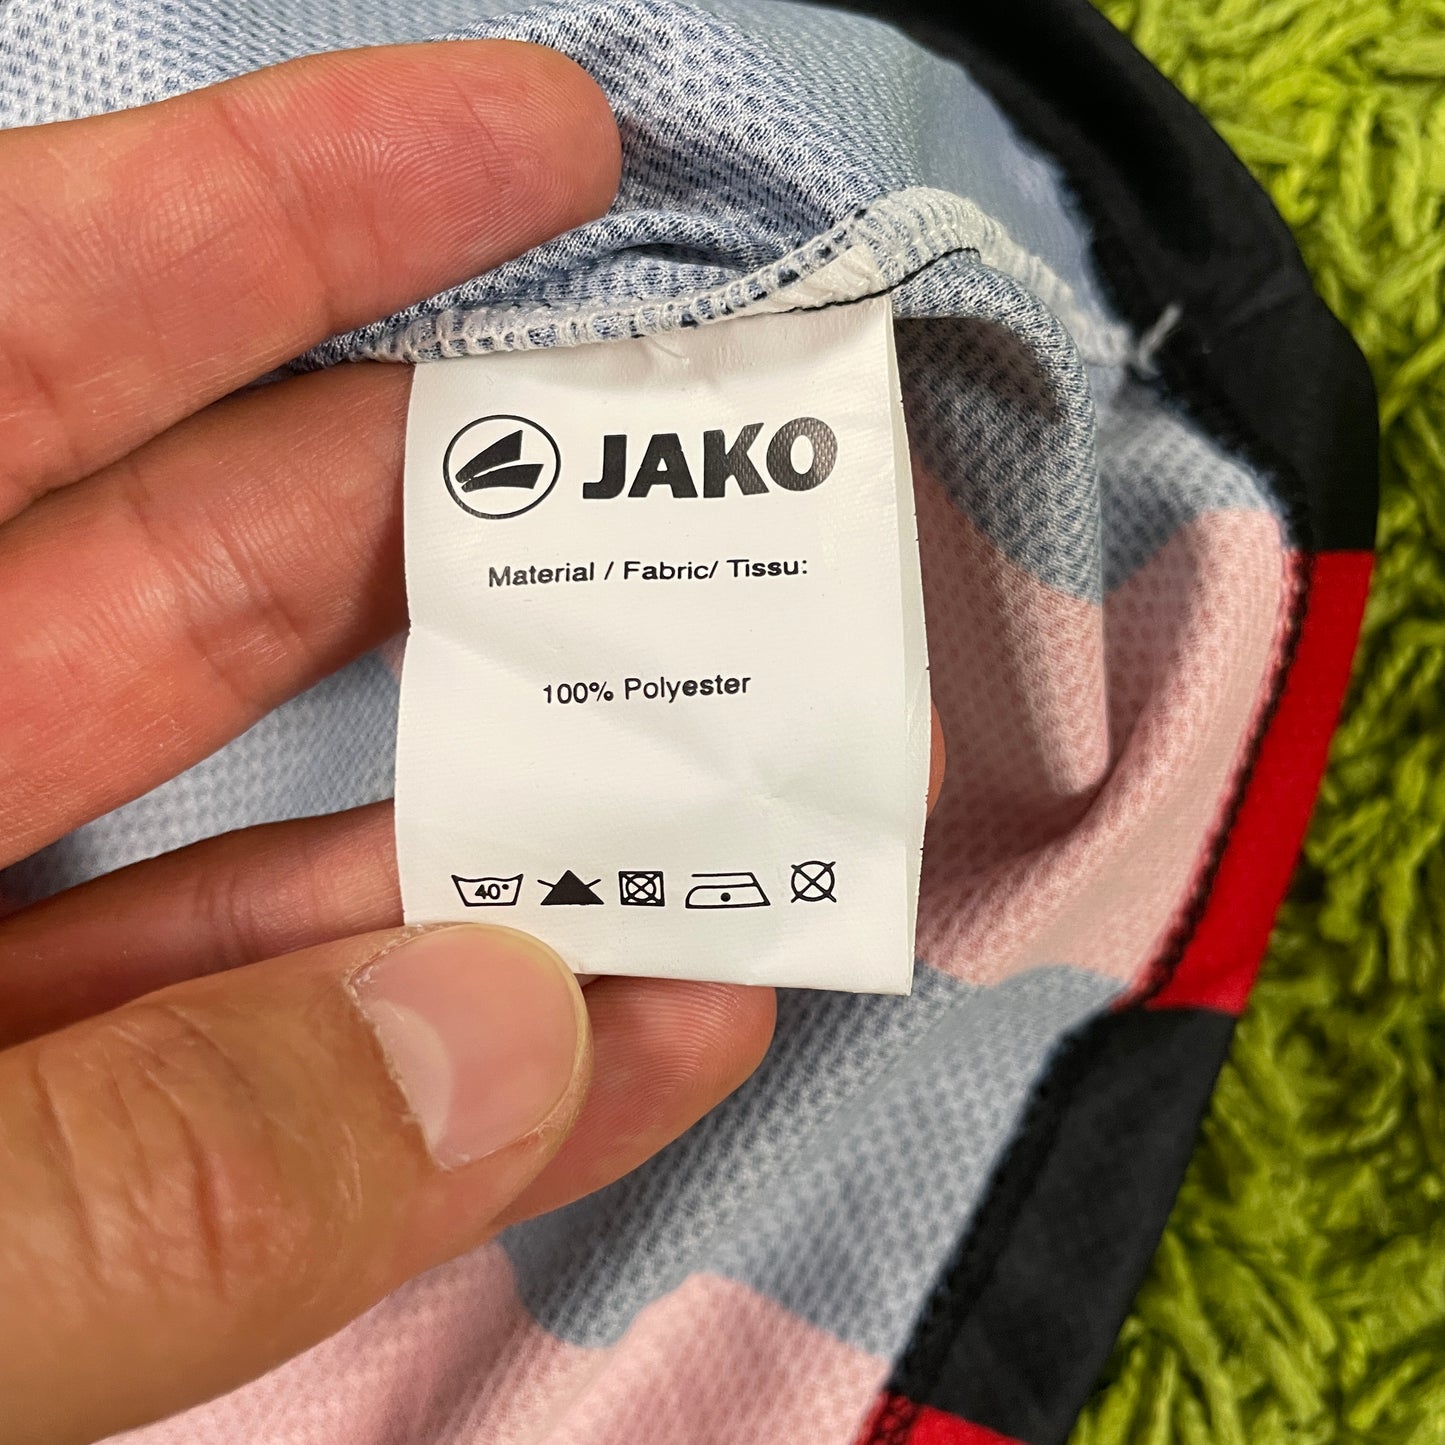 JAKO
Material / Fabric/ Tissu:
100% Polyester
40°